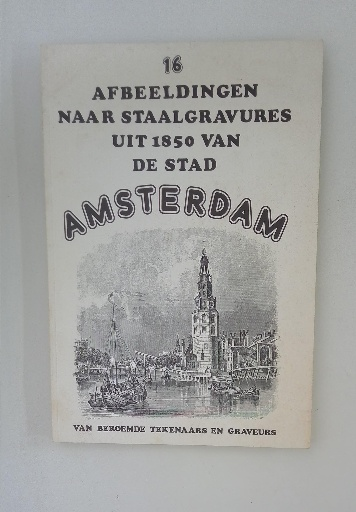 16
AFBEELDINGEN
NAAR STAALGRAVURES
UIT 1850 VAN
DE STAD
AMSTERDAM
VAN BEROEMDE TEKENAARS EN GRAVEURS